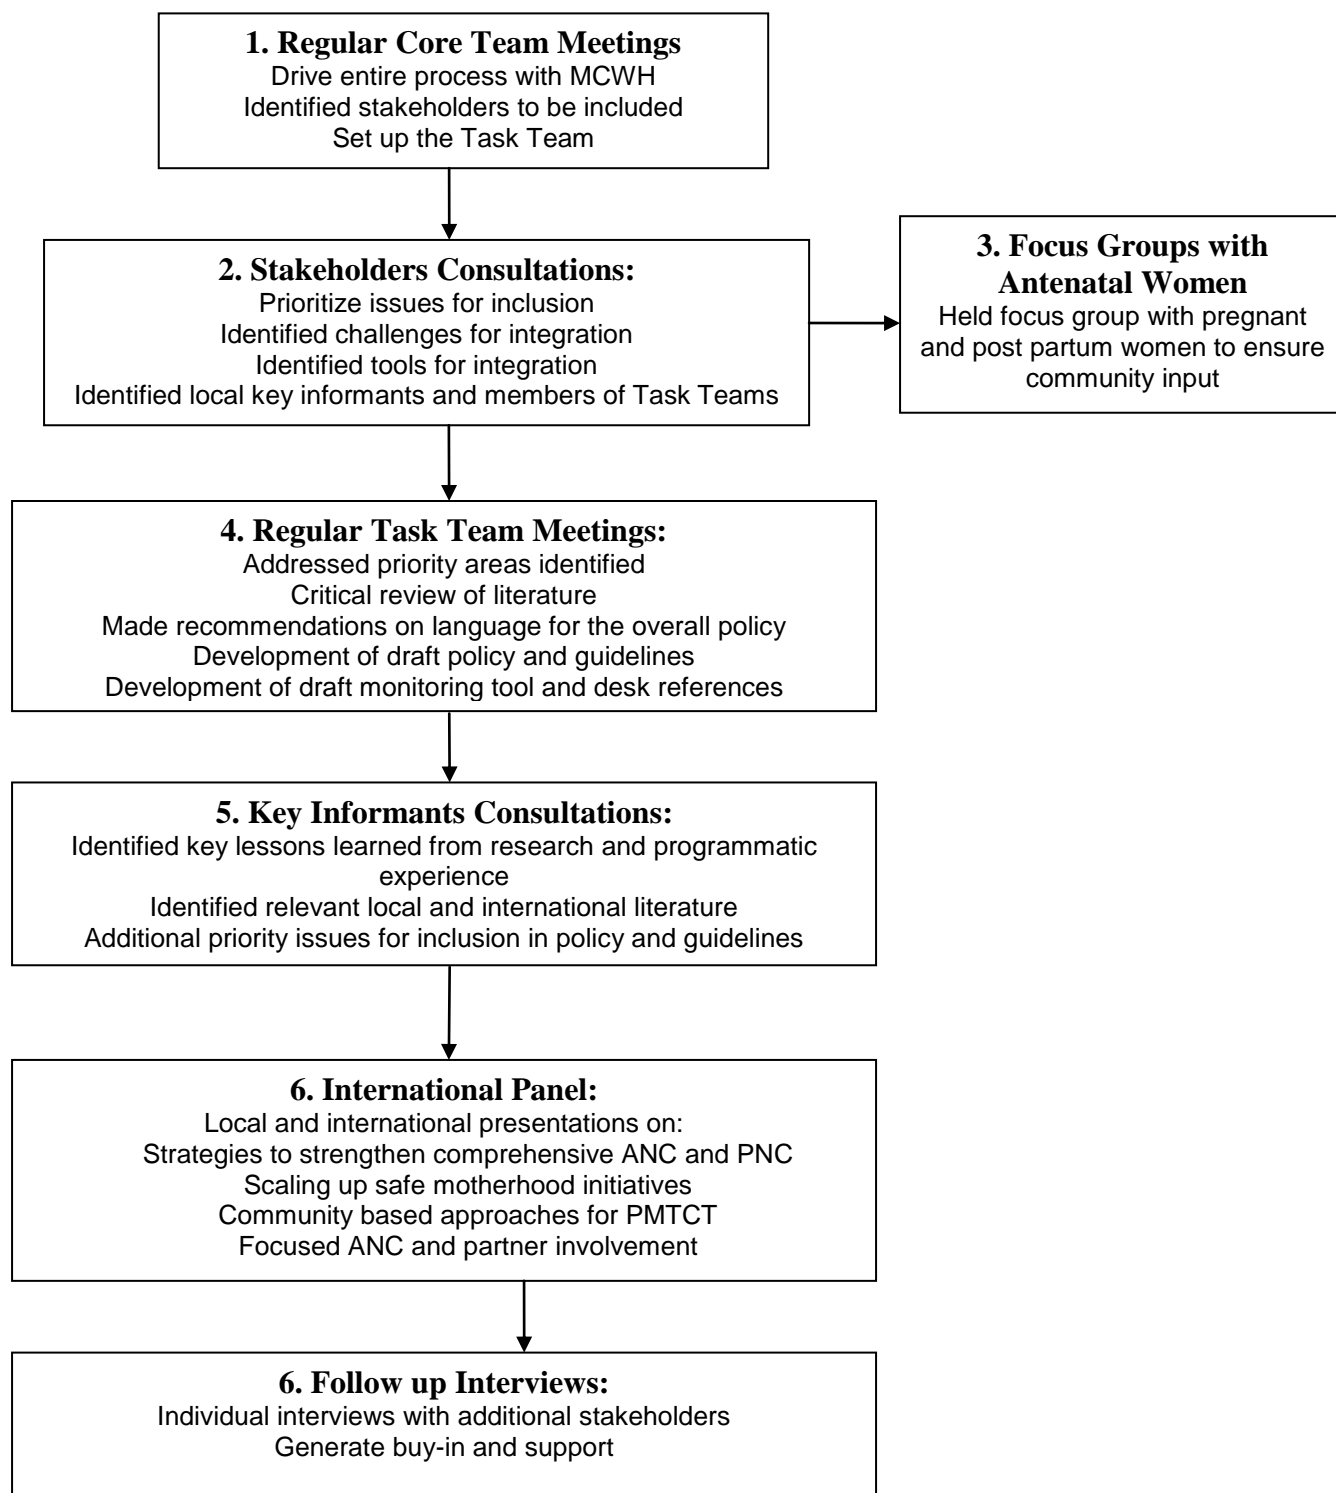 1. Regular Core Team Meetings
Drive entire process with MCWH
Identified stakeholders to be included
Set up the Task Team
2. Stakeholders Consultations:
Prioritize issues for inclusion
Identified challenges for integration
Identified tools for integration
Identified local key informants and members of Task Teams
3. Focus Groups with
Antenatal Women
Held focus group with pregnant
and post partum women to ensure
community input
4. Regular Task Team Meetings:
Addressed priority areas identified
Critical review of literature
Made recommendations on language for the overall policy
Development of draft policy and guidelines
Development of draft monitoring tool and desk references
5. Key Informants Consultations:
Identified key lessons learned from research and programmatic
experience
Identified relevant local and international literature
Additional priority issues for inclusion in policy and guidelines
6. International Panel:
Local and international presentations on:
Strategies to strengthen comprehensive ANC and PNC
Scaling up safe motherhood initiatives
Community based approaches for PMTCT
Focused ANC and partner involvement
6. Follow up Interviews:
Individual interviews with additional stakeholders
Generate buy-in and support